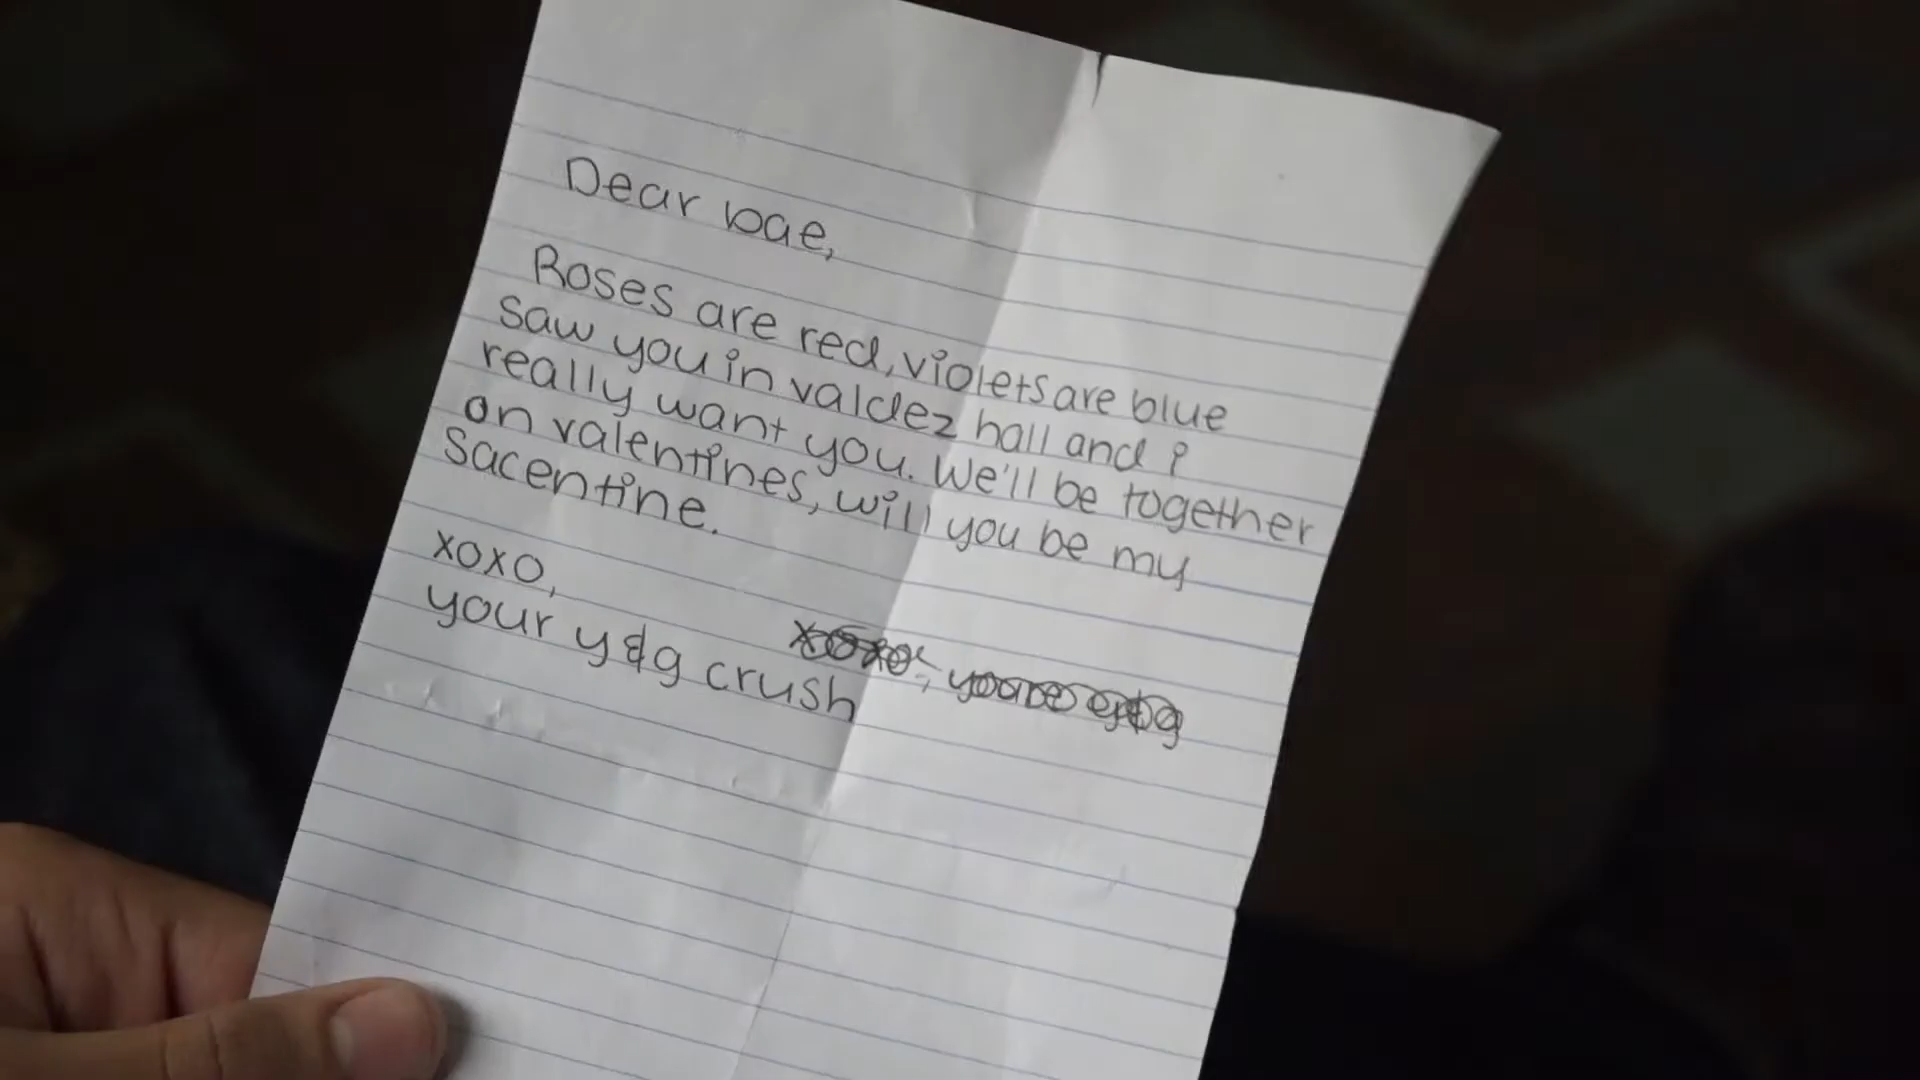 Dear bae,
Roses are red, violets are blue
saw you in valdez hall and i
really want you. We'll be together
on valentines, will you be my
Sacentine.
xoxo,
your y&g crush